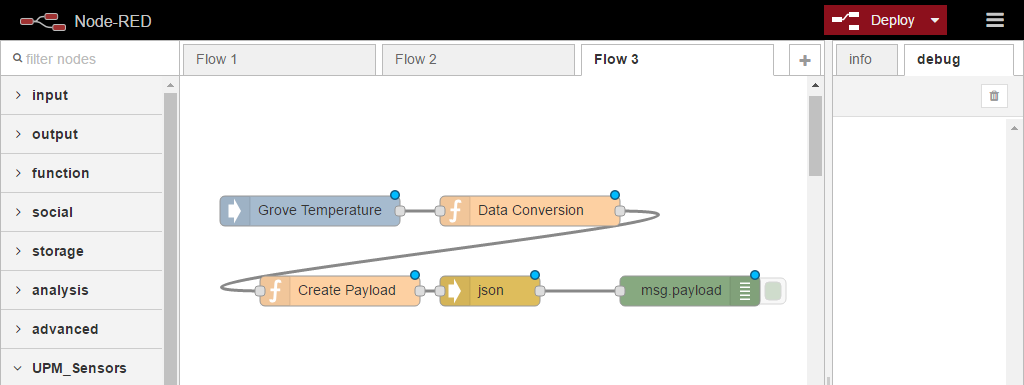 Node-RED
Deploy
filter nodes
Flow 1
Flow 2
Flow 3
info
debug
input
output
function
social
storage
analysis
advanced
UPM_Sensors
Grove Temperature
Data Conversion
Create Payload
json
msg.payload